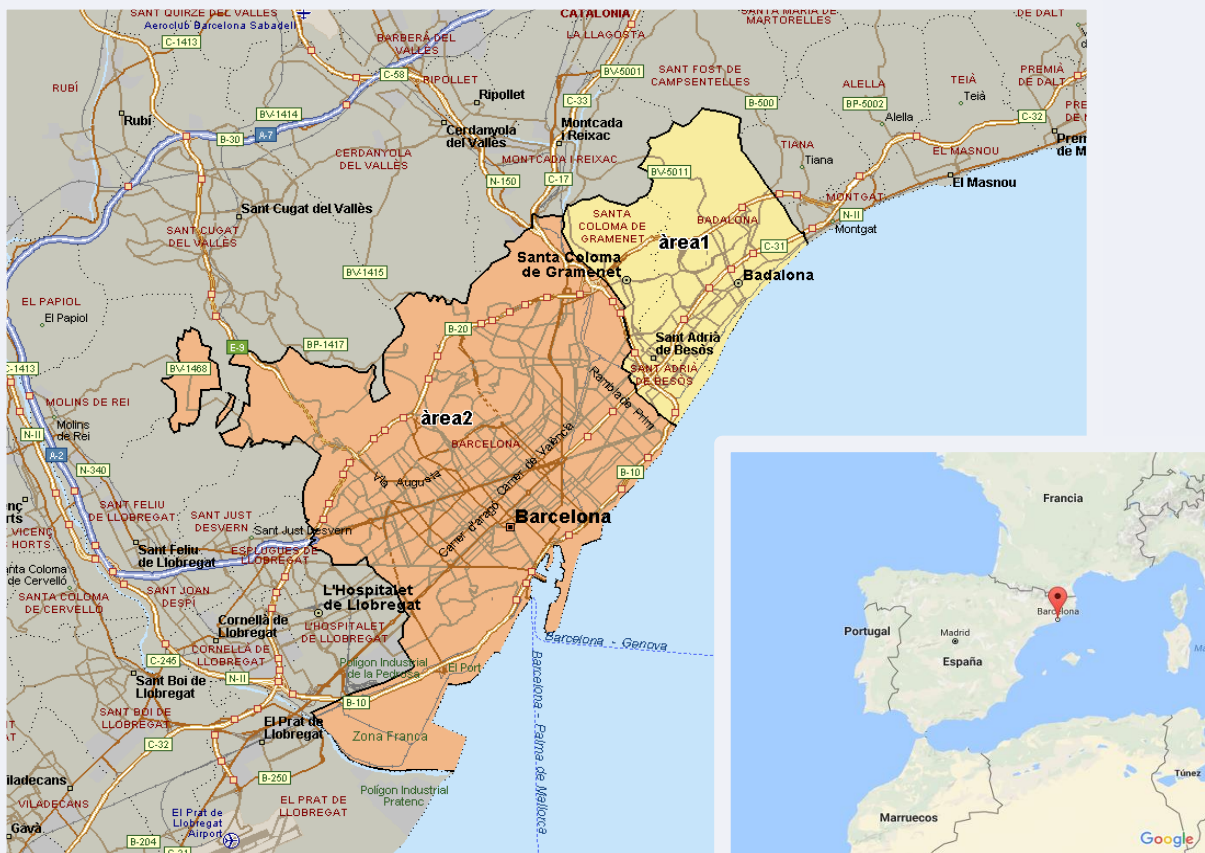 SANT QUIRZE DEL VALLÈS
Aeroclub Barcelona Sabadell
C-1413
BARBERÀ DEL
VALLÈS
CATALONIA
LA LLAGOSTA
SANTA MARIA DE
MARTORELLES
DE DALT
RUBÍ
C-58
RIPOLLET
BV-5001
SANT FOST DE
CAMPSENTELLES
ALELLA
TEIÀ
PREMIA
DE DALT
BV-1414
Rubí
B-30
A-7
Ripollet
C-33
B-500
BP-5002
Teià
Alella
C-32
Cerdanyola
del Vallès
Montcada
i Reixac
CERDANYOLA
DEL VALLÈS
MONTCADA I REIXAC
TIANA
Tiana
EL MASNOU
Prem
de M
N-150
C-17
BV-5011
El Masnou
MONTGAT
Sant Cugat del Vallès
SANT CUGAT
DEL VALLÈS
SANTA
COLOMA DE
GRAMENET
BADALONA
N-II
Montgat
àrea1
C-31
BV-1415
Santa Coloma
de Gramenet
Badalona
EL PAPIOL
El Papiol
B-20
E-9
BP-1417
Sant Adrià
de Besòs
SANT ADRIÀ
DE BESÒS
C-1413
BV-1468
Rambla de Prim
MOLINS DE REI
Molins
de Rei
àrea2
BARCELONA
N-II
A-2
N-340
Via Augusta
Carrer d'aragó
Carrer de València
B-10
SANT FELIU
DE LLOBREGAT
SANT JUST
DESVERN
Sant Just Desvern
Barcelona
VICENÇ
HORTS
Sant Feliu
de Llobregat
ESPLUGUES DE
LLOBREGAT
SANTA COLOMA
DE CERVELLÓ
SANT JOAN
DESPÍ
L'Hospitalet
de Llobregat
Cornellà de
Llobregat
L'HOSPITALET
DE LLOBREGAT
CORNELLÀ DE
LLOBREGAT
Barcelona - Genova
C-245
N-II
Polígon Industrial
de la Pedrosa
El Port
Sant Boi de
Llobregat
B-10
SANT BOI DE
LLOBREGAT
El Prat de
Llobregat
Zona Franca
C-32
Barcelona - Palma de Mallorca
B-250
Polígon Industrial
Pratenc
VILADECANS
EL PRAT DE
LLOBREGAT
El Prat de
Llobregat
Airport
Gavà
B-204
Francia
Barcelona
Portugal
Madrid
España
Túnez
Marruecos
Google